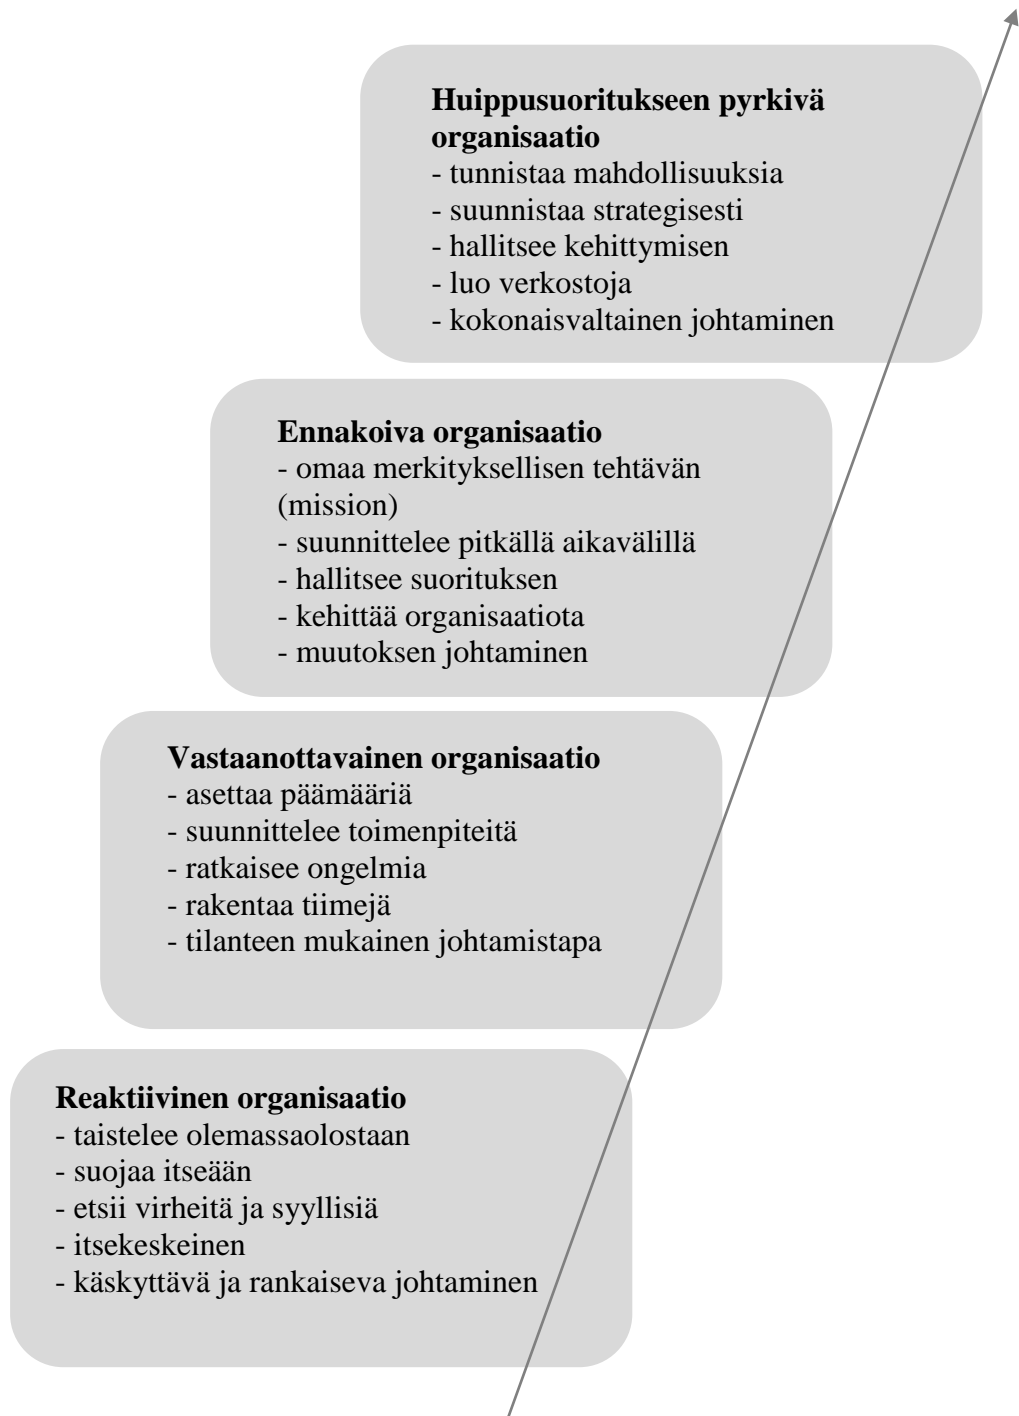 Huippusuoritukseen pyrkivä
organisaatio
- tunnistaa mahdollisuuksia
- suunnistaa strategisesti
- hallitsee kehittymisen
- luo verkostoja
- kokonaisvaltainen johtaminen
Ennakoiva organisaatio
- omaa merkityksellisen tehtävän
(mission)
- suunnittelee pitkällä aikavälillä
- hallitsee suorituksen
- kehittää organisaatiota
- muutoksen johtaminen
Vastaanottavainen organisaatio
- asettaa päämääriä
- suunnittelee toimenpiteitä
- ratkaisee ongelmia
- rakentaa tiimejä
- tilanteen mukainen johtamistapa
Reaktiivinen organisaatio
- taistelee olemassaolostaan
- suojaa itseään
- etsii virheitä ja syyllisiä
- itsekeskeinen
- käskyttävä ja rankaiseva johtaminen